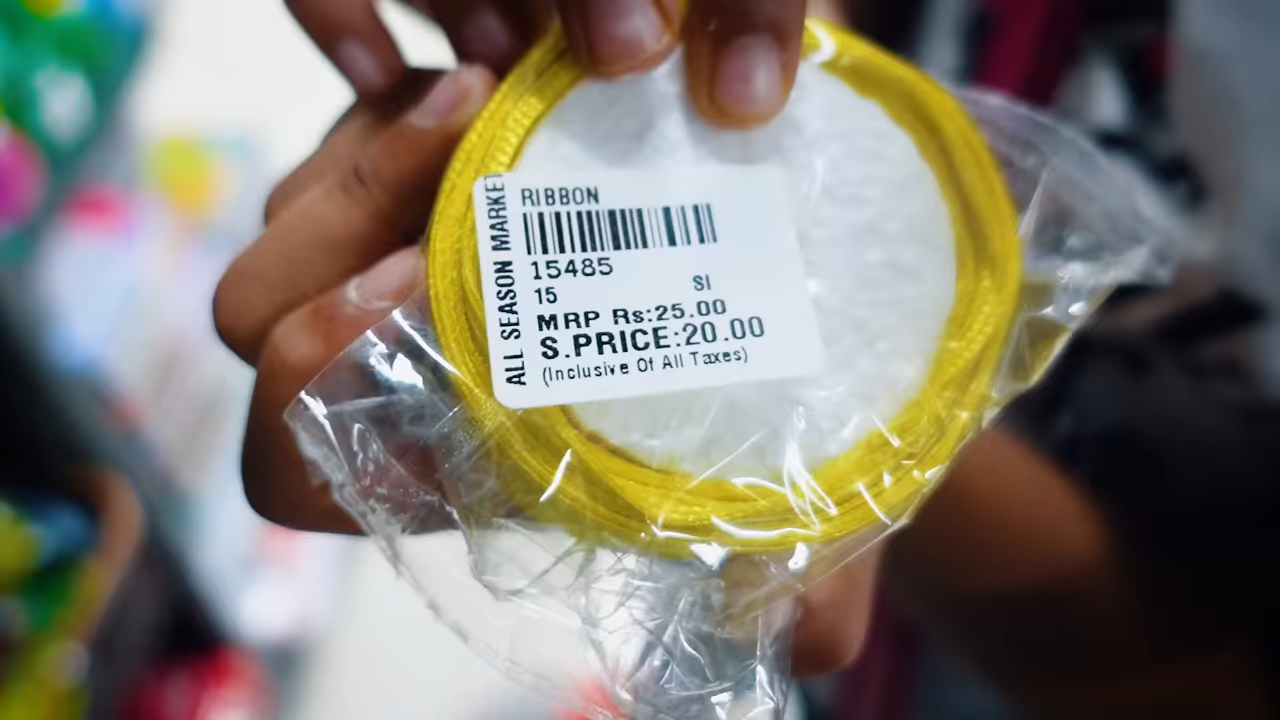 ALL SEASON MARKET
RIBBON
15485
15 SI
MRP Rs:25.00
S.PRICE:20.00
(Inclusive Of All Taxes)